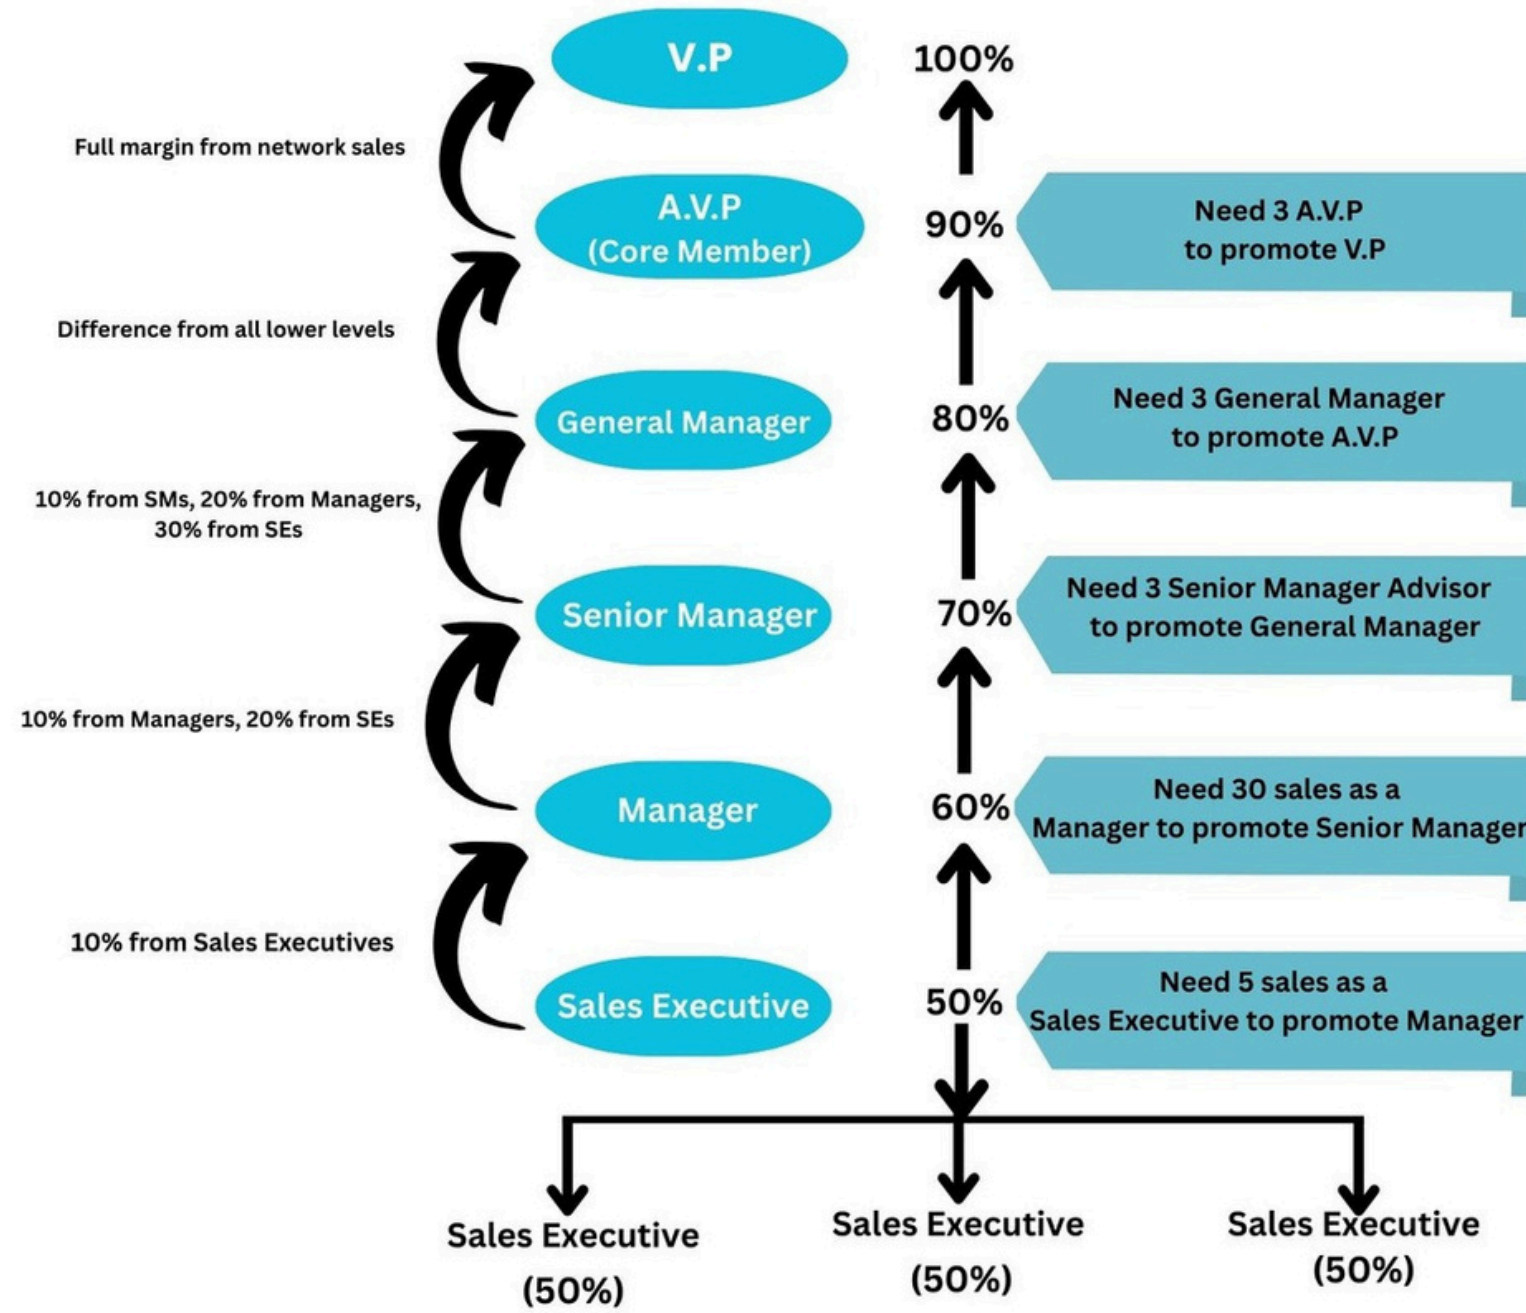 V.P
100%
Full margin from network sales
A.V.P
(Core Member)
90%
Need 3 A.V.P
to promote V.P
Difference from all lower levels
General Manager
80%
Need 3 General Manager
to promote A.V.P
10% from SMs, 20% from Managers,
30% from SEs
Senior Manager
70%
Need 3 Senior Manager Advisor
to promote General Manager
10% from Managers, 20% from SEs
Manager
60%
Need 30 sales as a
Manager to promote Senior Manager
10% from Sales Executives
Sales Executive
50%
Need 5 sales as a
Sales Executive to promote Manager
Sales Executive
(50%)
Sales Executive
(50%)
Sales Executive
(50%)